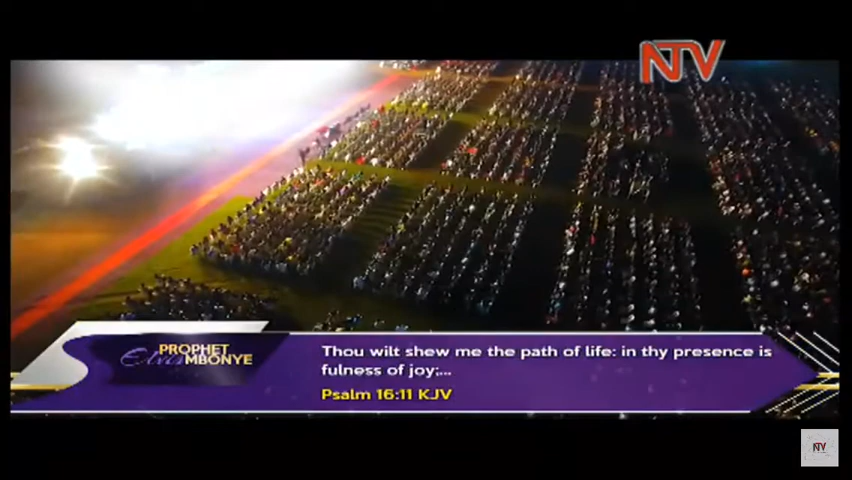 NTV
PROPHET
Elvis
MBONYE
Thou wilt shew me the path of life: in thy presence is
fulness of joy;...
Psalm 16:11 KJV
NTV